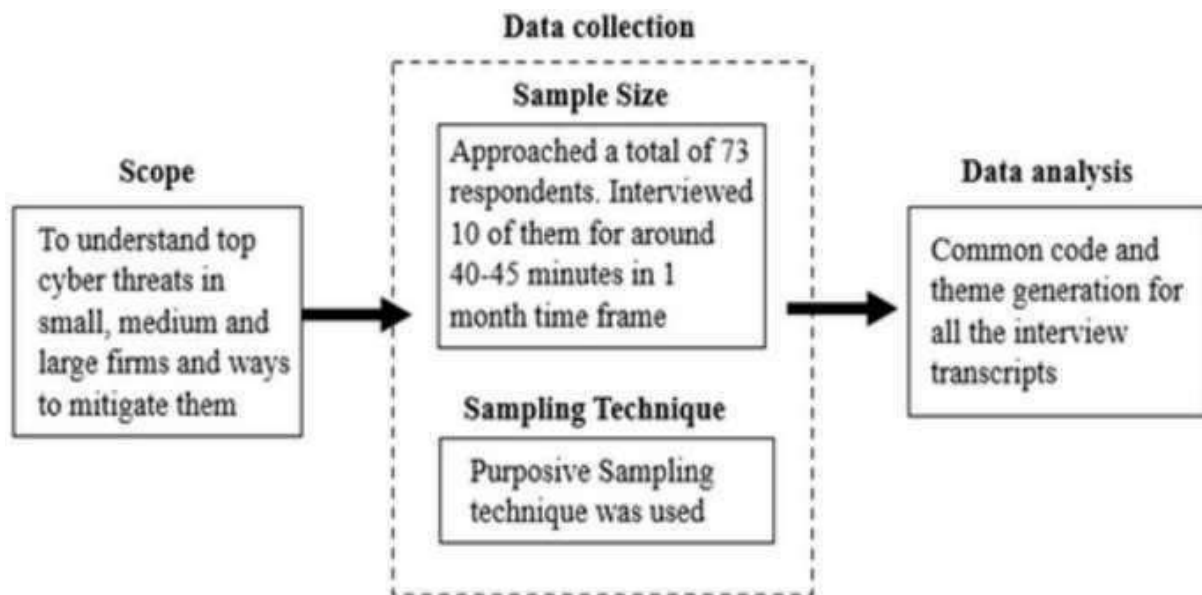 Data collection
Scope
To understand top
cyber threats in
small, medium and
large firms and ways
to mitigate them
Sample Size
Approached a total of 73
respondents. Interviewed
10 of them for around
40-45 minutes in 1
month time frame
Sampling Technique
Purposive Sampling
technique was used
Data analysis
Common code and
theme generation for
all the interview
transcripts